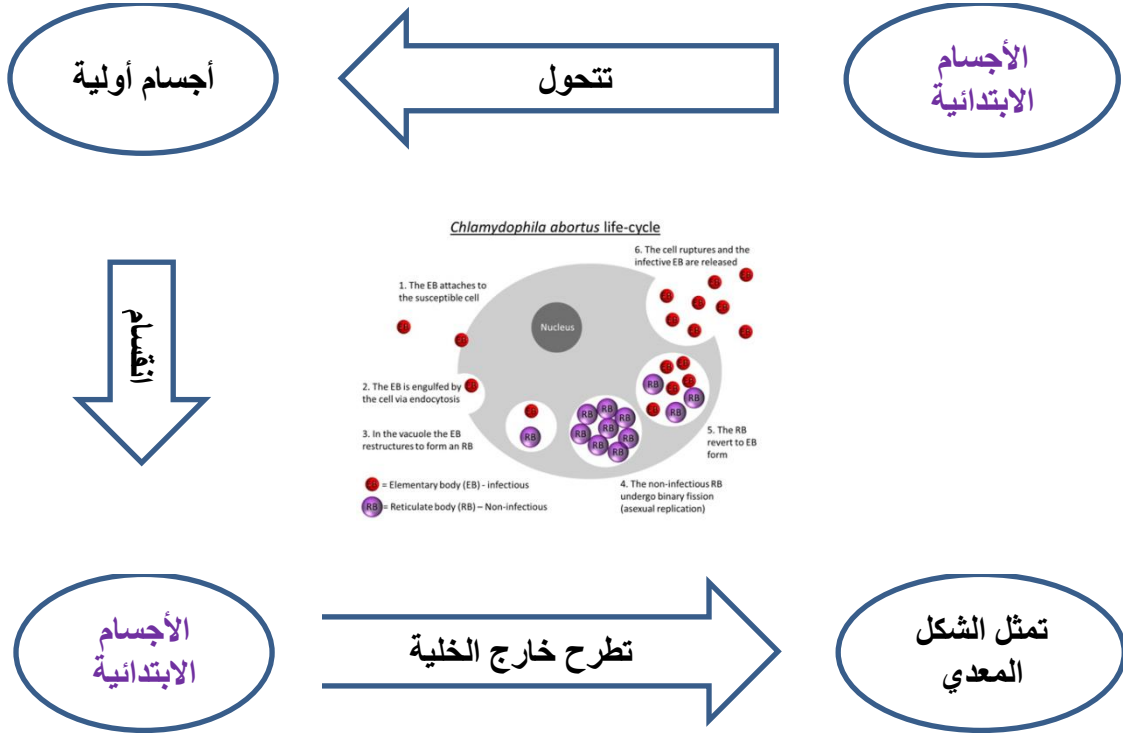 الأجسام
الابتدائية
تتحول
أجسام أولية
انقسام
Chlamydophila abortus life-cycle
1. The EB attaches to
the susceptible cell
6. The cell ruptures and the
infective EB are released
Nucleus
2. The EB is engulfed by
the cell via endocytosis
3. In the vacuole the EB
restructures to form an RB
5. The RB
revert to EB
form
4. The non-infectious RB
undergo binary fission
(asexual replication)
EB = Elementary body (EB) - infectious
RB = Reticulate body (RB) – Non-infectious
الأجسام
الابتدائية
تطرح خارج الخلية
تمثل الشكل
المعدي